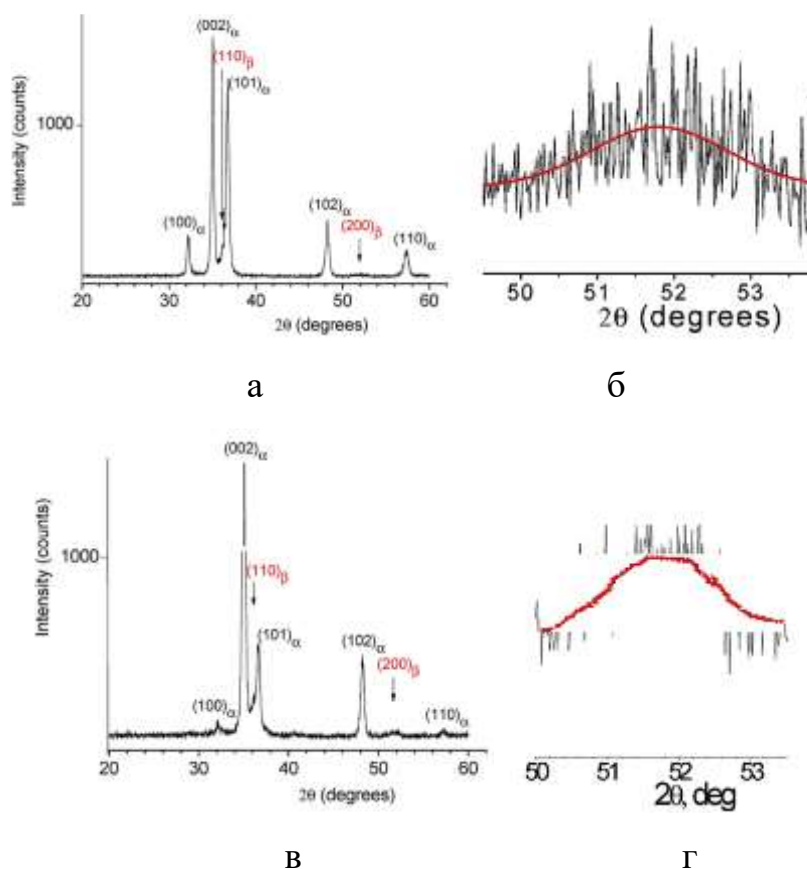 (002)α
(110)β
(101)α
1000
(100)α
(102)α
(200)β
(110)α
Intensity (counts)
20 30 40 50 60
2θ (degrees)
50 51 52 53
2θ (degrees)
а
б
(002)α
1000
(110)β
(101)α
(102)α
(200)β
(100)α
(110)α
Intensity (counts)
20 30 40 50 60
2θ (degrees)
50 51 52 53
2θ, deg
в
г